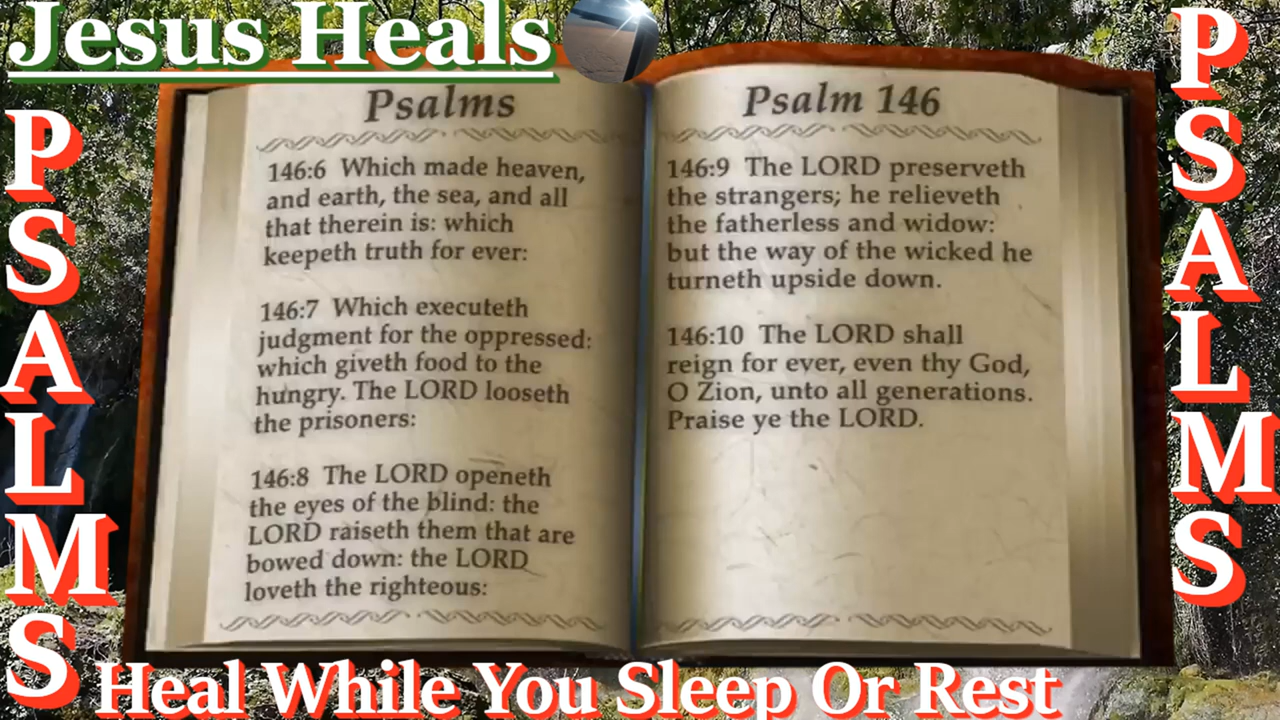 Jesus Heals
PSALMS
Psalms
146:6 Which made heaven,
and earth, the sea, and all
that therein is: which
keepeth truth for ever:
146:7 Which executeth
judgment for the oppressed:
which giveth food to the
hungry. The LORD looseth
the prisoners:
146:8 The LORD openeth
the eyes of the blind: the
LORD raiseth them that are
bowed down: the LORD
loveth the righteous:
Psalm 146
146:9 The LORD preserveth
the strangers; he relieveth
the fatherless and widow:
but the way of the wicked he
turneth upside down.
146:10 The LORD shall
reign for ever, even thy God,
O Zion, unto all generations.
Praise ye the LORD.
PSALMS
Heal While You Sleep Or Rest